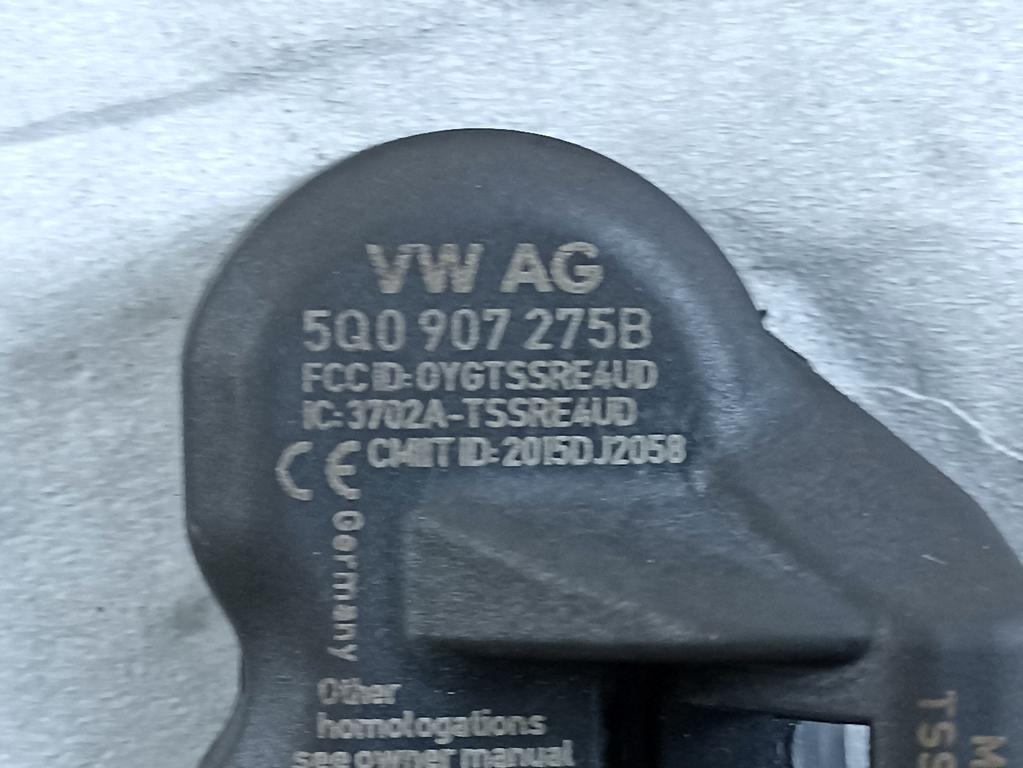 VW AG
5Q0 907 275B
FCC ID: OYGTSSRE4UD
IC: 3702A-TSSRE4UD
CE CMIIT ID: 2015DJ2058
Germany
Other
homologations
see owner manual
M
TSS